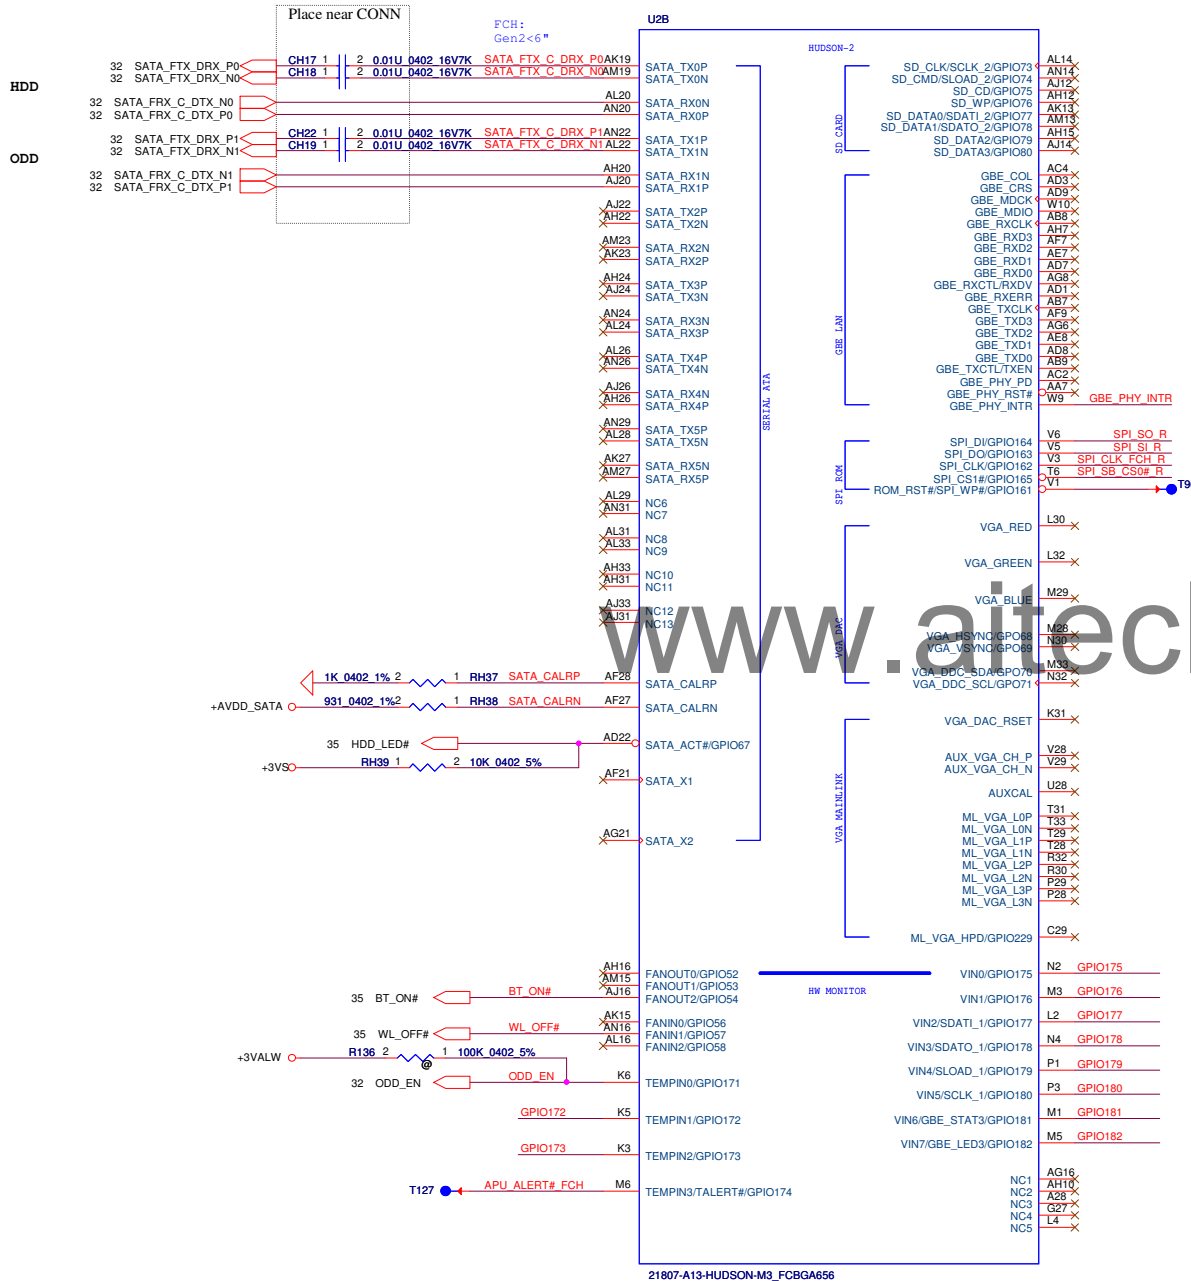 Place near CONN
FCH:
Gen2<6"
U2B
HUDSON-2
HDD
32 SATA_FTX_DRX_P0 CH17 1 2 0.01U_0402_16V7K SATA_FTX_C_DRX_P0 AK19 SATA_TX0P
32 SATA_FTX_DRX_N0 CH18 1 2 0.01U_0402_16V7K SATA_FTX_C_DRX_N0 AM19 SATA_TX0N
32 SATA_FRX_C_DTX_N0 AL20 SATA_RX0N
32 SATA_FRX_C_DTX_P0 AN20 SATA_RX0P
ODD
32 SATA_FTX_DRX_P1 CH22 1 2 0.01U_0402_16V7K SATA_FTX_C_DRX_P1 AN22 SATA_TX1P
32 SATA_FTX_DRX_N1 CH19 1 2 0.01U_0402_16V7K SATA_FTX_C_DRX_N1 AL22 SATA_TX1N
32 SATA_FRX_C_DTX_N1 AH20 SATA_RX1N
32 SATA_FRX_C_DTX_P1 AJ20 SATA_RX1P
AJ22 SATA_TX2P
AH22 SATA_TX2N
AM23 SATA_RX2N
AK23 SATA_RX2P
AH24 SATA_TX3P
AJ24 SATA_TX3N
AN24 SATA_RX3N
AL24 SATA_RX3P
AL26 SATA_TX4P
AN26 SATA_TX4N
AJ26 SATA_RX4N
AH26 SATA_RX4P
AN29 SATA_TX5P
AL28 SATA_TX5N
AK27 SATA_RX5N
AM27 SATA_RX5P
AL29 NC6
AN31 NC7
AL31 NC8
AL33 NC9
AH33 NC10
AH31 NC11
AJ33 NC12
AJ31 NC13
1K_0402_1% 2 1 RH37 SATA_CALRP AF28 SATA_CALRP
+AVDD_SATA 931_0402_1% 2 1 RH38 SATA_CALRN AF27 SATA_CALRN
35 HDD_LED# AD22 SATA_ACT#/GPIO67
+3VS RH39 1 2 10K_0402_5%
AF21 SATA_X1
AG21 SATA_X2
SERIAL ATA
AH16 FANOUT0/GPIO52
AM15 FANOUT1/GPIO53
35 BT_ON# BT_ON# AJ16 FANOUT2/GPIO54
AK15 FANIN0/GPIO56
35 WL_OFF# WL_OFF# AN16 FANIN1/GPIO57
AL16 FANIN2/GPIO58
+3VALW R136 2 1 100K_0402_5%
@
32 ODD_EN ODD_EN K6 TEMPIN0/GPIO171
GPIO172 K5 TEMPIN1/GPIO172
GPIO173 K3 TEMPIN2/GPIO173
T127 APU_ALERT#_FCH M6 TEMPIN3/TALERT#/GPIO174
SD CARD
SD_CLK/SCLK_2/GPIO73 AL14
SD_CMD/SLOAD_2/GPIO74 AN14
SD_CD/GPIO75 AJ12
SD_WP/GPIO76 AH12
SD_DATA0/SDATI_2/GPIO77 AK13
SD_DATA1/SDATO_2/GPIO78 AM13
SD_DATA2/GPIO79 AH15
SD_DATA3/GPIO80 AJ14
GBE LAN
GBE_COL AC4
GBE_CRS AD3
GBE_MDCK AD9
GBE_MDIO W10
GBE_RXCLK AB8
GBE_RXD3 AH7
GBE_RXD2 AF7
GBE_RXD1 AE7
GBE_RXD0 AD7
GBE_RXCTL/RXDV AG8
GBE_RXERR AD1
GBE_TXCLK AB7
GBE_TXD3 AF9
GBE_TXD2 AG6
GBE_TXD1 AE8
GBE_TXD0 AD8
GBE_TXCTL/TXEN AB9
GBE_PHY_PD AC2
GBE_PHY_RST# AA7
GBE_PHY_INTR W9 GBE_PHY_INTR
SPI ROM
SPI_DI/GPIO164 V6 SPI_SO_R
SPI_DO/GPIO163 V5 SPI_SI_R
SPI_CLK/GPIO162 V3 SPI_CLK_FCH_R
SPI_CS1#/GPIO165 T6 SPI_SB_CS0#_R
ROM_RST#/SPI_WP#/GPIO161 V1 T9
VGA DAC
VGA_RED L30
VGA_GREEN L32
VGA_BLUE M29
VGA_HSYNC/GPO68 M28
VGA_VSYNC/GPO69 N30
VGA_DDC_SDA/GPO70 M33
VGA_DDC_SCL/GPO71 N32
VGA_DAC_RSET K31
VGA MAINLINK
AUX_VGA_CH_P V28
AUX_VGA_CH_N V29
AUXCAL U28
ML_VGA_L0P T31
ML_VGA_L0N T33
ML_VGA_L1P T29
ML_VGA_L1N T28
ML_VGA_L2P R32
ML_VGA_L2N R30
ML_VGA_L3P P29
ML_VGA_L3N P28
ML_VGA_HPD/GPIO229 C29
HW MONITOR
VIN0/GPIO175 N2 GPIO175
VIN1/GPIO176 M3 GPIO176
VIN2/SDATI_1/GPIO177 L2 GPIO177
VIN3/SDATO_1/GPIO178 N4 GPIO178
VIN4/SLOAD_1/GPIO179 P1 GPIO179
VIN5/SCLK_1/GPIO180 P3 GPIO180
VIN6/GBE_STAT3/GPIO181 M1 GPIO181
VIN7/GBE_LED3/GPIO182 M5 GPIO182
NC1 AG16
NC2 AH10
NC3 A28
NC4 G27
NC5 L4
www.aitec
21807-A13-HUDSON-M3_FCBGA656